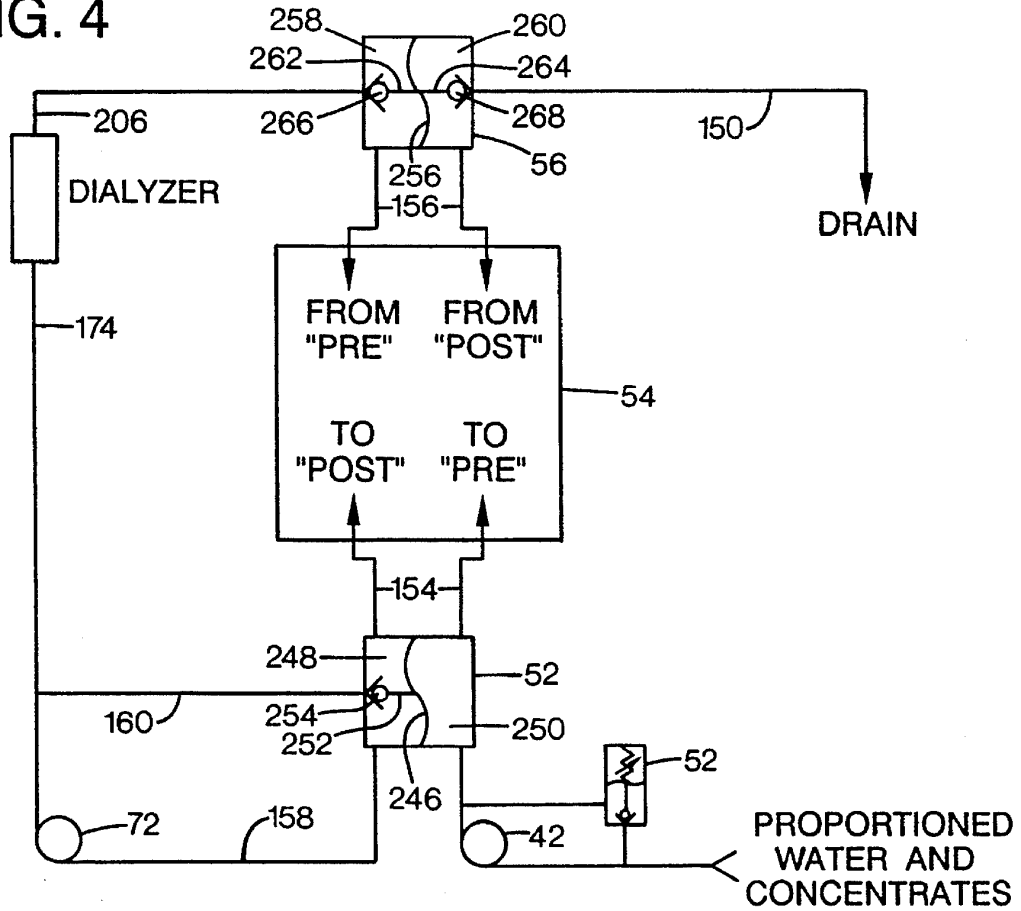 IG. 4
258
260
262
264
206
266
268
150
56
256
DIALYZER
156
DRAIN
FROM "PRE"
FROM "POST"
174
54
TO "POST"
TO "PRE"
154
248
52
160
254
252
250
246
52
72
158
42
PROPORTIONED
WATER AND
CONCENTRATES